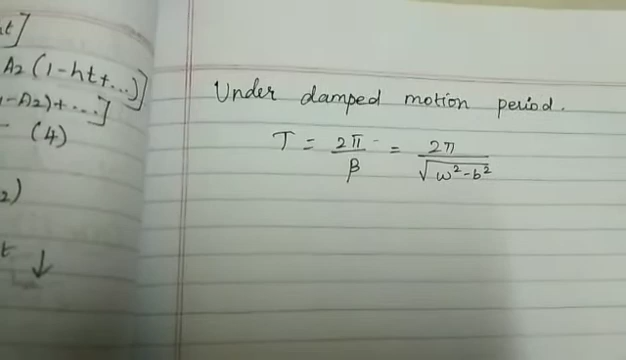 t]
A2 (1-ht+...)]
-A2)+ ....]
- (4)
2)
t ↓
Under damped motion period.
T = 2π/β = 2π/√ω²-b²